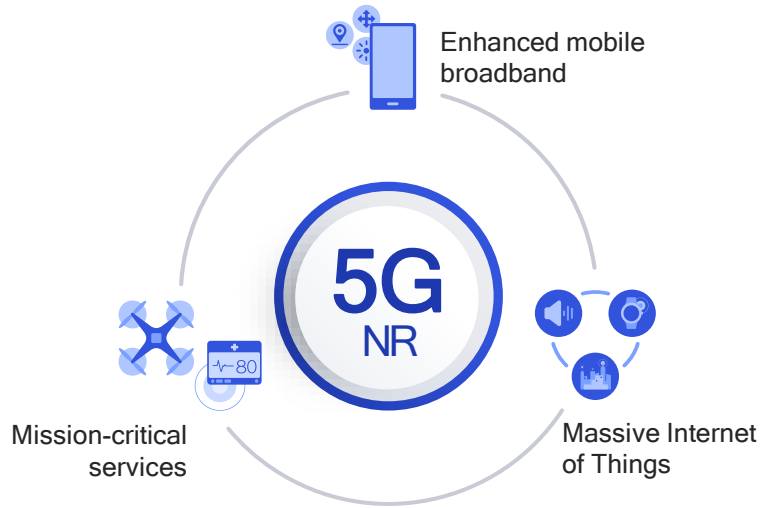 Enhanced mobile
broadband
5G
NR
80
Mission-critical
services
Massive Internet
of Things